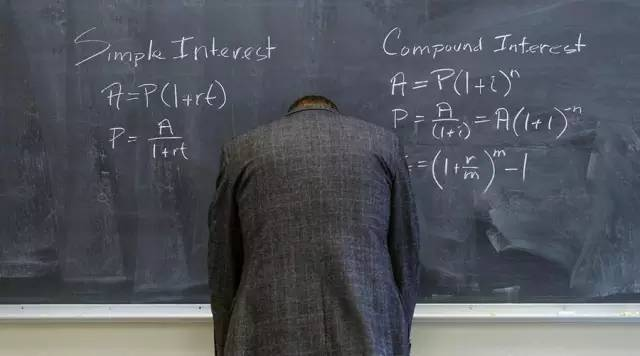 Simple Interest
A = P(1+rt)
P = A/1+rt
Compound Interest
A = P(1+i)ⁿ
P = A/(1+i) = A(1+i)⁻ⁿ
= (1+r/m)ᵐ - 1